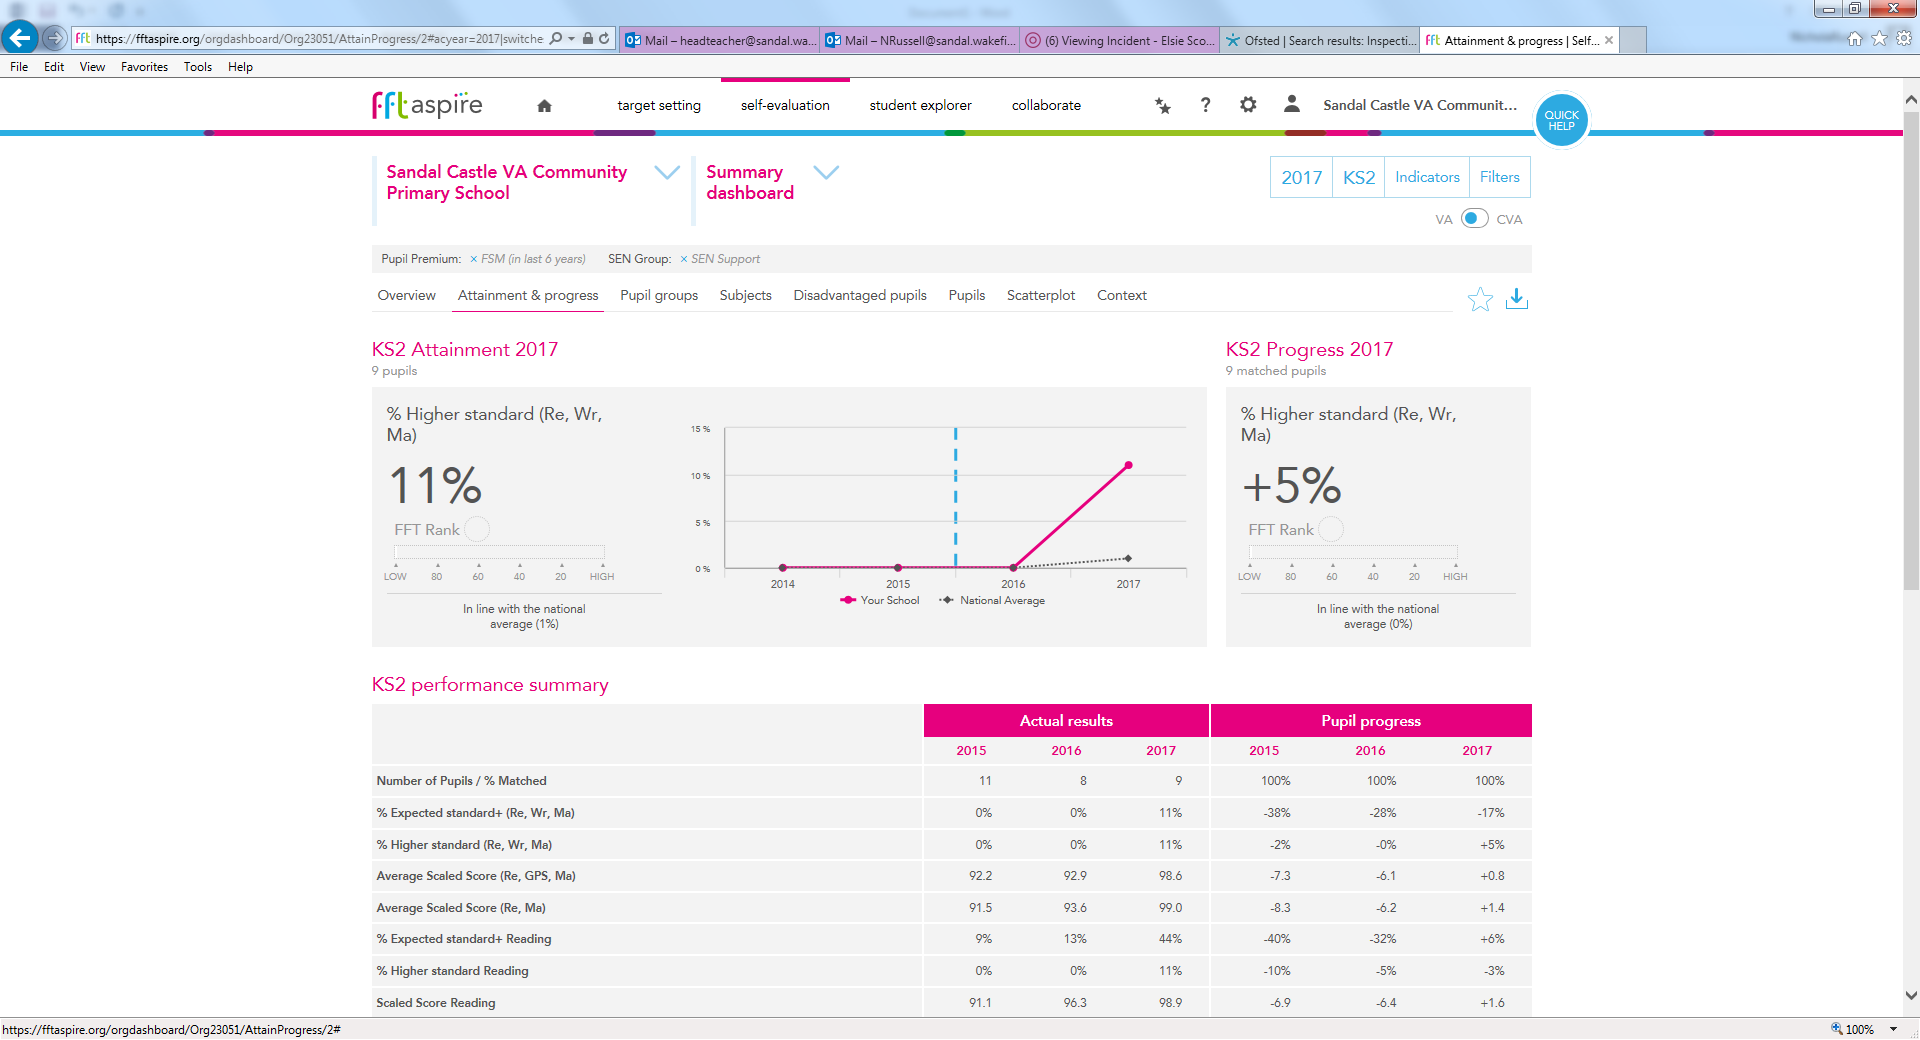 https://fftaspire.org/orgdashboard/Org23051/AttainProgress/2#acyear=2017|switche
Mail – headteacher@sandal.wa...
Mail – NRussell@sandal.wakefi...
(6) Viewing Incident - Elsie Sco...
Ofsted | Search results: Inspecti...
fft Attainment & progress | Self...
File Edit View Favorites Tools Help
fft aspire
target setting self-evaluation student explorer collaborate
? Sandal Castle VA Communit...
QUICK
HELP
Sandal Castle VA Community
Primary School
Summary
dashboard
2017 KS2 Indicators Filters
VA CVA
Pupil Premium: × FSM (in last 6 years) SEN Group: × SEN Support
Overview Attainment & progress Pupil groups Subjects Disadvantaged pupils Pupils Scatterplot Context
KS2 Attainment 2017
9 pupils
% Higher standard (Re, Wr,
Ma)
11%
FFT Rank
LOW 80 60 40 20 HIGH
In line with the national
average (1%)
15 %
10 %
5 %
0 %
2014 2015 2016 2017
Your School National Average
KS2 Progress 2017
9 matched pupils
% Higher standard (Re, Wr,
Ma)
+5%
FFT Rank
LOW 80 60 40 20 HIGH
In line with the national
average (0%)
KS2 performance summary
Actual results Pupil progress
2015 2016 2017 2015 2016 2017
Number of Pupils / % Matched 11 8 9 100% 100% 100%
% Expected standard+ (Re, Wr, Ma) 0% 0% 11% -38% -28% -17%
% Higher standard (Re, Wr, Ma) 0% 0% 11% -2% -0% +5%
Average Scaled Score (Re, GPS, Ma) 92.2 92.9 98.6 -7.3 -6.1 +0.8
Average Scaled Score (Re, Ma) 91.5 93.6 99.0 -8.3 -6.2 +1.4
% Expected standard+ Reading 9% 13% 44% -40% -32% +6%
% Higher standard Reading 0% 0% 11% -10% -5% -3%
Scaled Score Reading 91.1 96.3 98.9 -6.9 -6.4 +1.6
https://fftaspire.org/orgdashboard/Org23051/AttainProgress/2#
100%